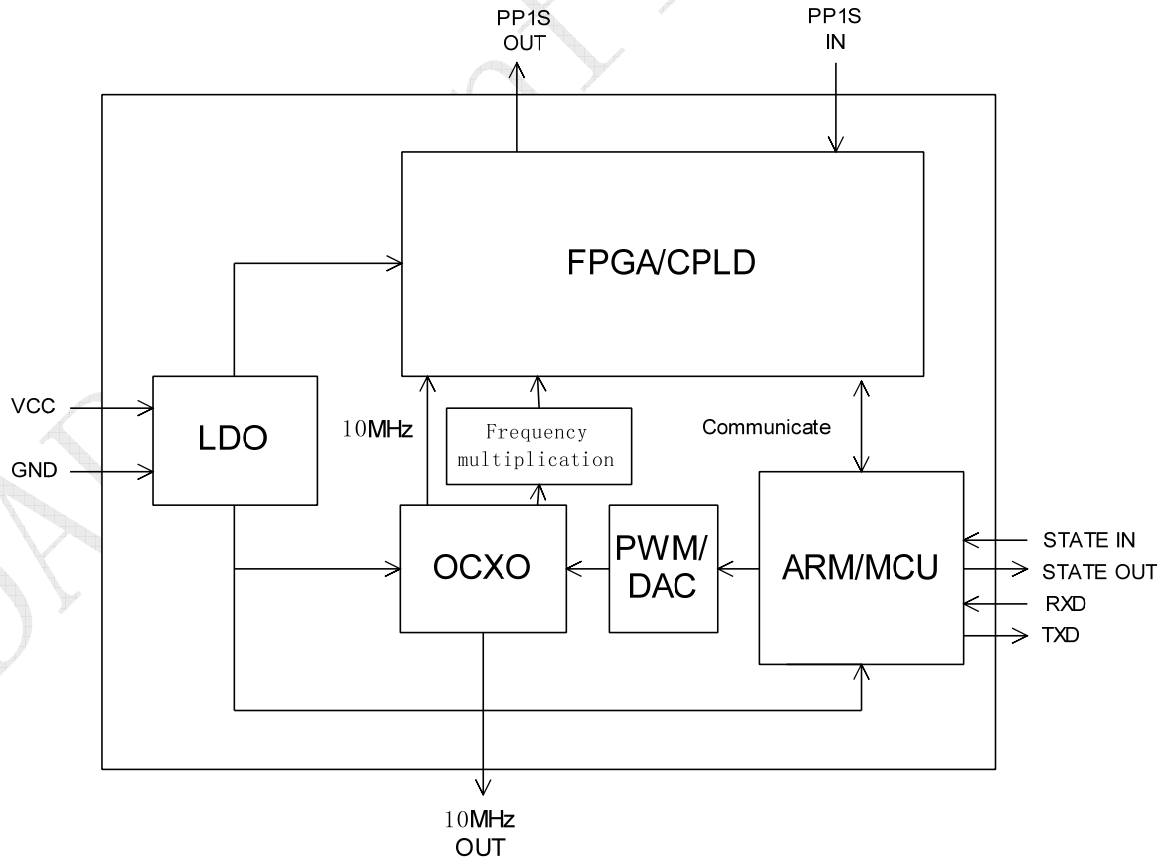 PP1S
OUT
PP1S
IN
FPGA/CPLD
VCC
GND
LDO
10MHz
Frequency
multiplication
Communicate
OCXO
PWM/
DAC
ARM/MCU
STATE IN
STATE OUT
RXD
TXD
10MHz
OUT